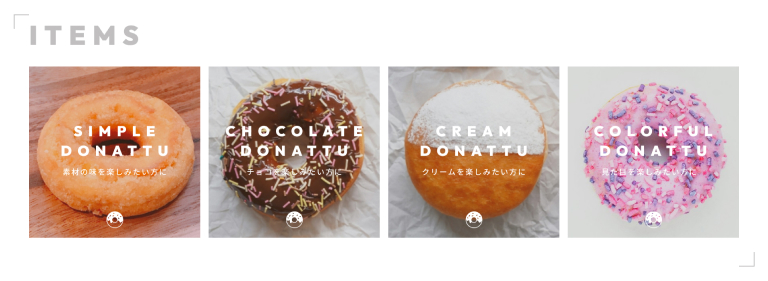 ITEMS
SIMPLE
DONATTU
素材の味を楽しみたい方に
CHOCOLATE
DONATTU
チョコを楽しみたい方に
CREAM
DONATTU
クリームを楽しみたい方に
COLORFUL
DONATTU
見た目を楽しみたい方に